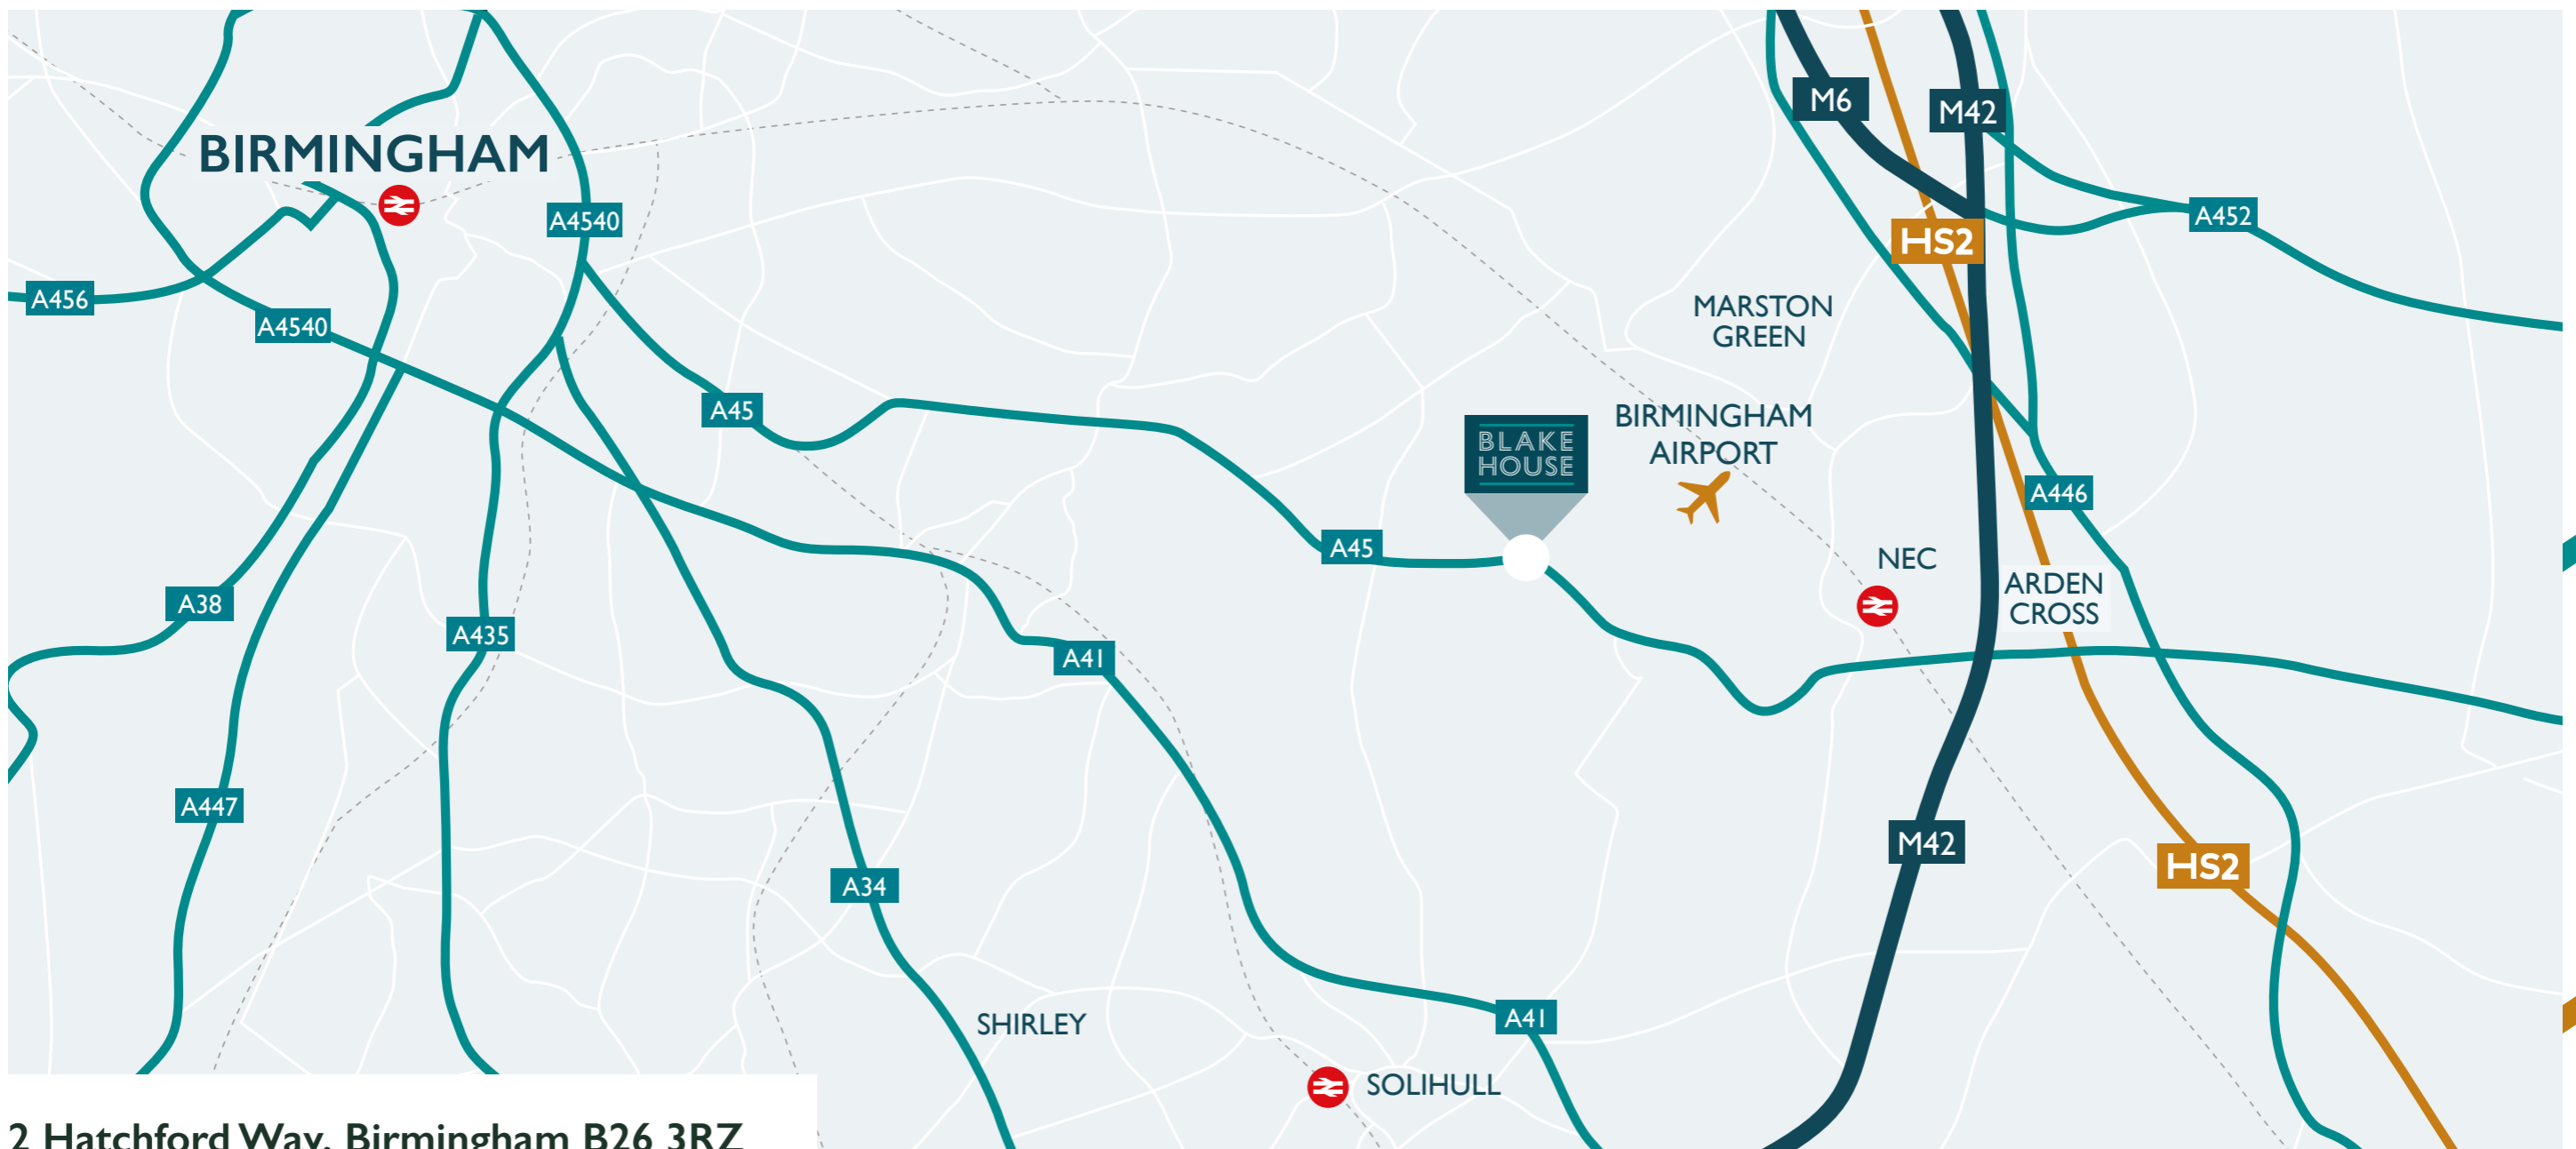 M6
M42
BIRMINGHAM
A4540
A452
HS2
A456
A4540
MARSTON
GREEN
A45
BIRMINGHAM
AIRPORT
BLAKE
HOUSE
A446
A45
NEC
ARDEN
CROSS
A38
A435
A41
A447
M42
HS2
A34
A41
SHIRLEY
SOLIHULL
2 Hatchford Way, Birmingham B26 3RZ